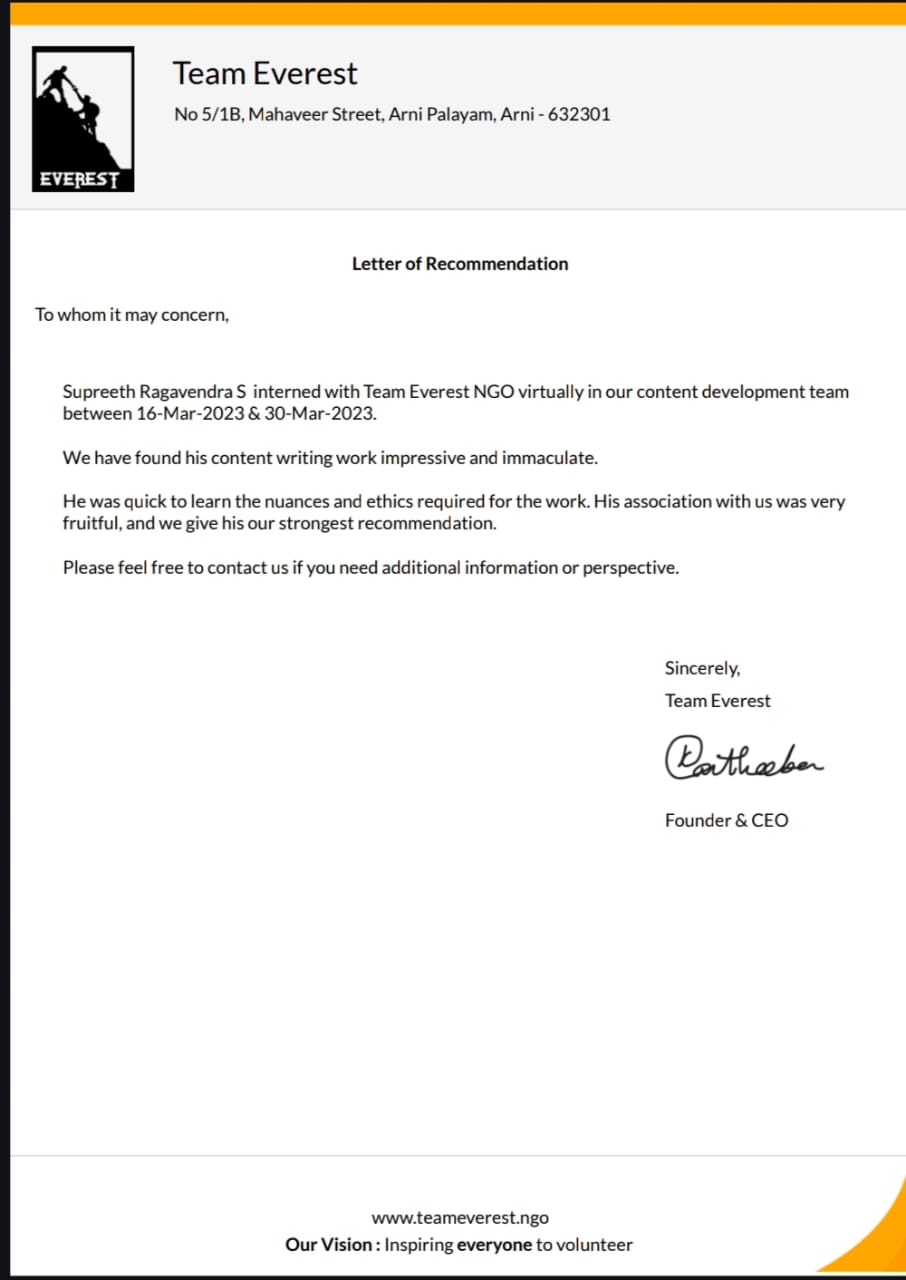 EVEREST
Team Everest
No 5/1B, Mahaveer Street, Arni Palayam, Arni - 632301
Letter of Recommendation
To whom it may concern,
Supreeth Ragavendra S interned with Team Everest NGO virtually in our content development team
between 16-Mar-2023 & 30-Mar-2023.
We have found his content writing work impressive and immaculate.
He was quick to learn the nuances and ethics required for the work. His association with us was very
fruitful, and we give his our strongest recommendation.
Please feel free to contact us if you need additional information or perspective.
Sincerely,
Team Everest
Founder & CEO
www.teameverest.ngo
Our Vision : Inspiring everyone to volunteer